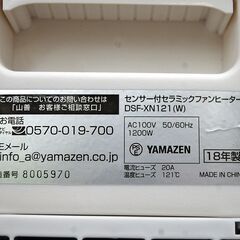 この商品についてのお問い合わせは
「山善 お客様ご相談窓口」
お電話
0570-019-700
Eメール
info_a@yamazen.co.jp
番号 8005970
センサー付セラミックファンヒーター
DSF-XN121(W)
AC100V 50/60Hz
1200W
YAMAZEN
電流ヒューズ 20A
温度ヒューズ 121℃
18年製
MADE IN CHIN